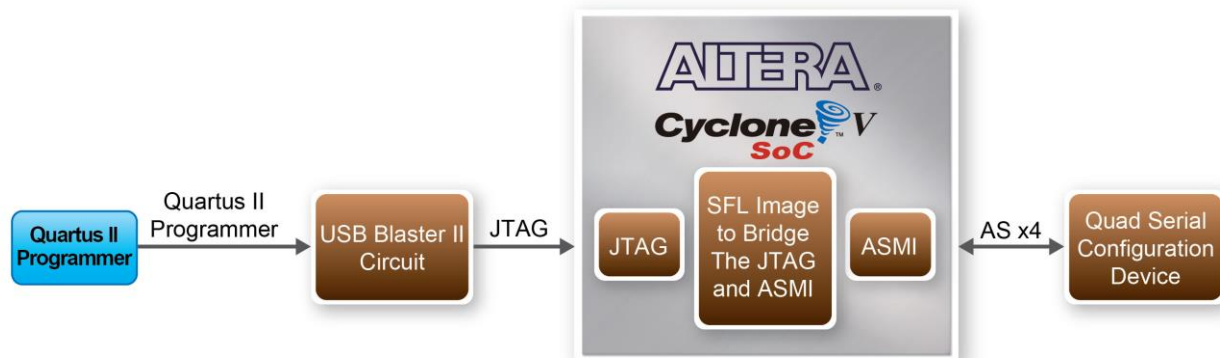 ALTERA®
Cyclone™ V
SoC
Quartus II
Programmer
Quartus II
Programmer
USB Blaster II
Circuit
JTAG
JTAG
SFL Image
to Bridge
The JTAG
and ASMI
ASMI
AS x4
Quad Serial
Configuration
Device